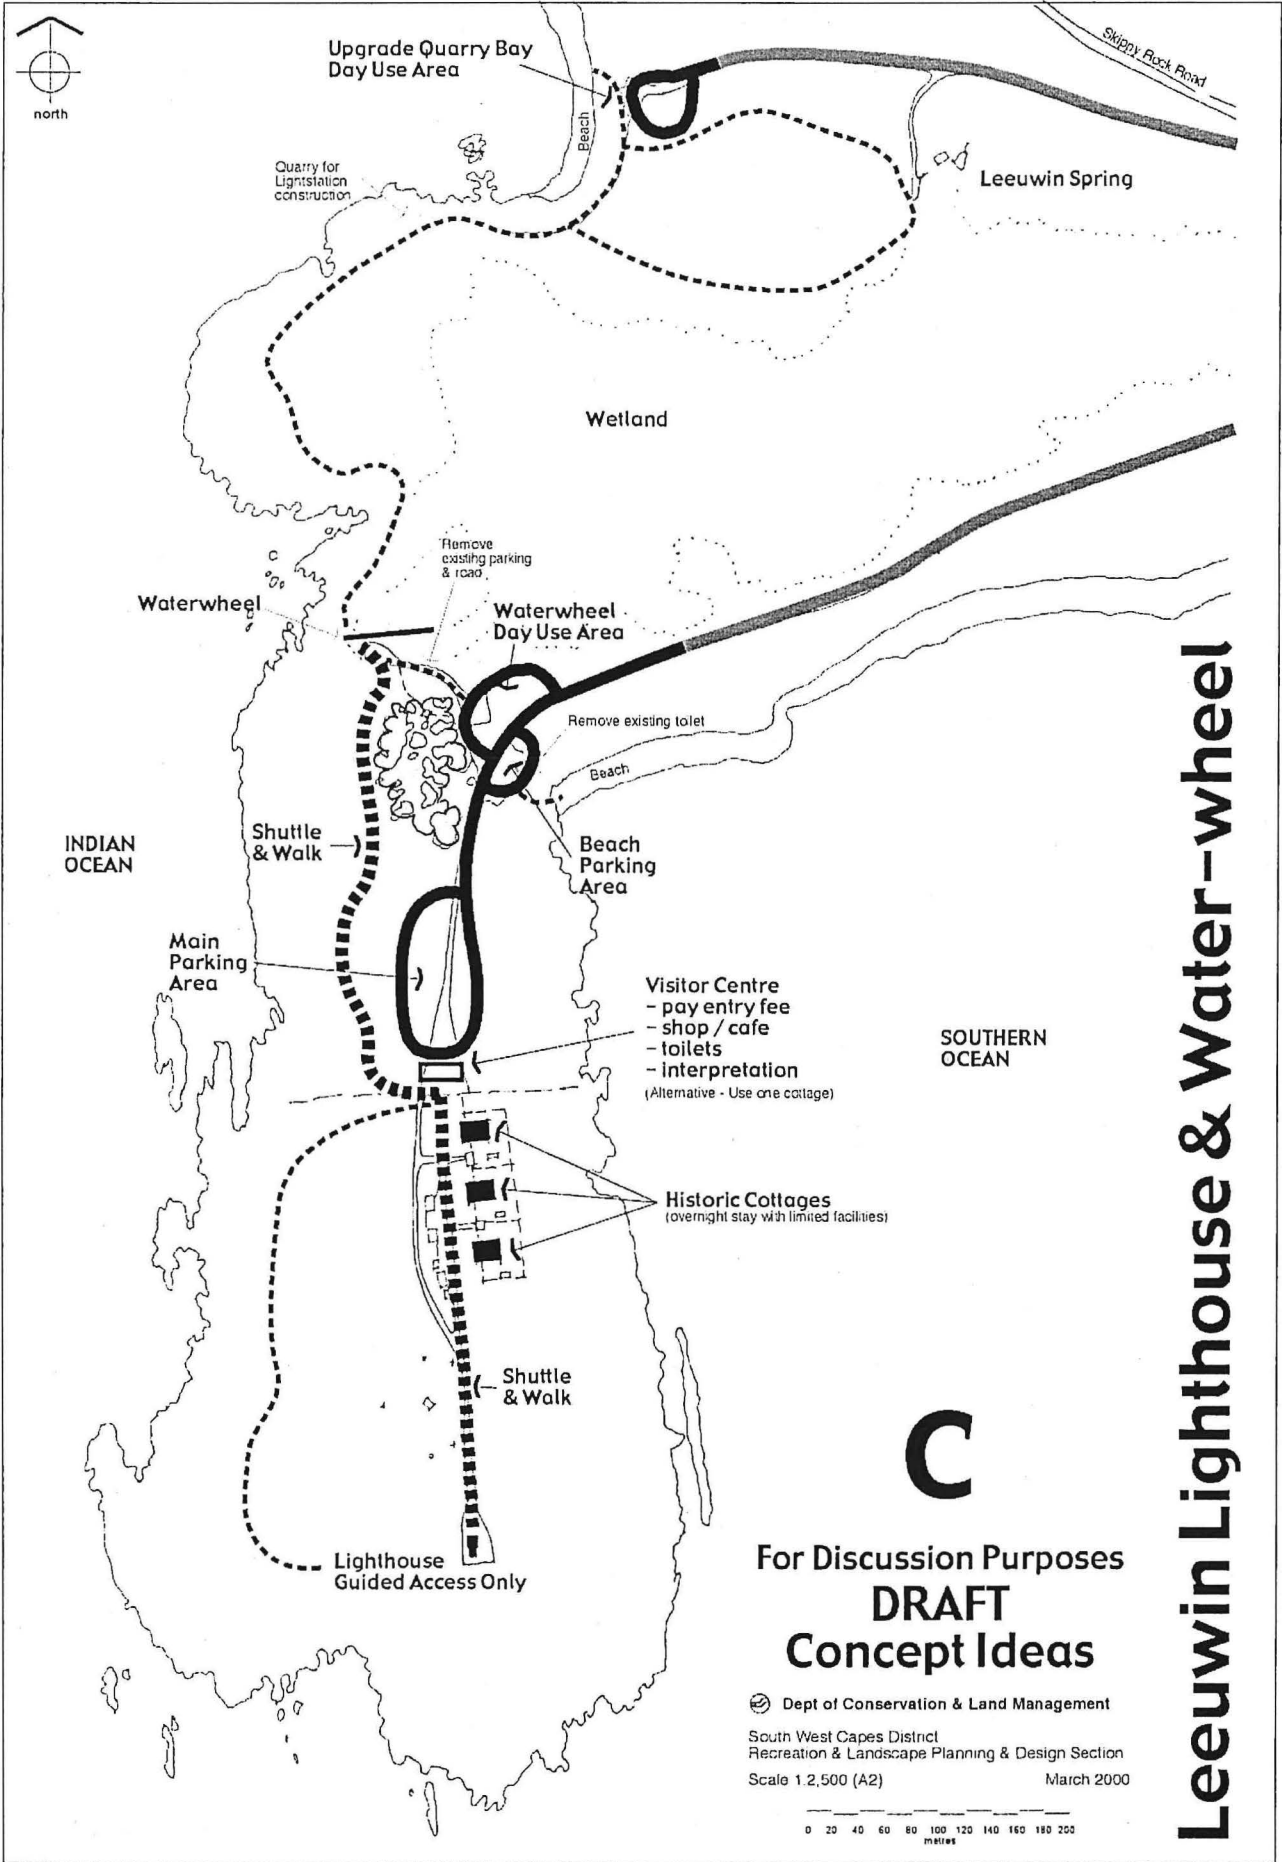 north
Upgrade Quarry Bay
Day Use Area
Skippy Rock Road
Beach
Quarry for
Lightstation
construction
Leeuwin Spring
Wetland
Remove
existing parking
& road
Waterwheel
Waterwheel
Day Use Area
Remove existing toilet
Beach
INDIAN
OCEAN
Shuttle
& Walk
Beach
Parking
Area
Main
Parking
Area
Visitor Centre
- pay entry fee
- shop / cafe
- toilets
- interpretation
(Alternative - Use one cottage)
SOUTHERN
OCEAN
Historic Cottages
(overnight stay with limited facilities)
Shuttle
& Walk
Lighthouse
Guided Access Only
C
For Discussion Purposes
DRAFT
Concept Ideas
Dept of Conservation & Land Management
South West Capes District
Recreation & Landscape Planning & Design Section
Scale 1:2,500 (A2) March 2000
0 20 40 60 80 100 120 140 160 180 200
metres
Leeuwin Lighthouse & Water-wheel